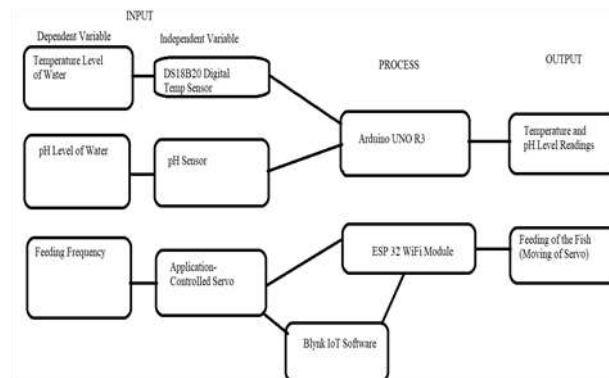 INPUT
Dependent Variable
Independent Variable
PROCESS
OUTPUT
Temperature Level
of Water
DS18B20 Digital
Temp Sensor
Arduino UNO R3
Temperature and
pH Level Readings
pH Level of Water
pH Sensor
Feeding Frequency
Application-
Controlled Servo
ESP 32 WiFi Module
Feeding of the Fish
(Moving of Servo)
Blynk IoT Software